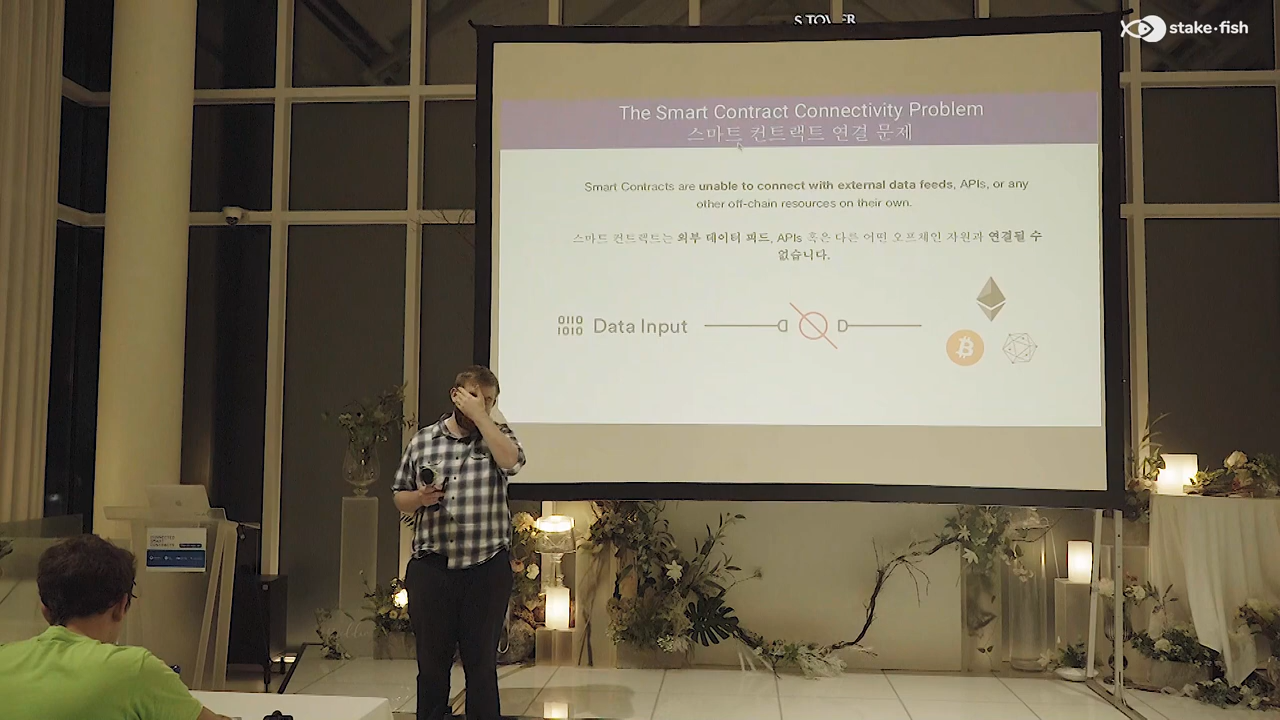 S TOWER
stake·fish
The Smart Contract Connectivity Problem
스마트 컨트랙트 연결 문제
Smart Contracts are unable to connect with external data feeds, APIs, or any
other off-chain resources on their own.
스마트 컨트랙트는 외부 데이터 피드, APIs 혹은 다른 어떤 오프체인 자원과 연결될 수
없습니다.
0110
1010
Data Input
CONNECTED
SMART
CONTRACTS